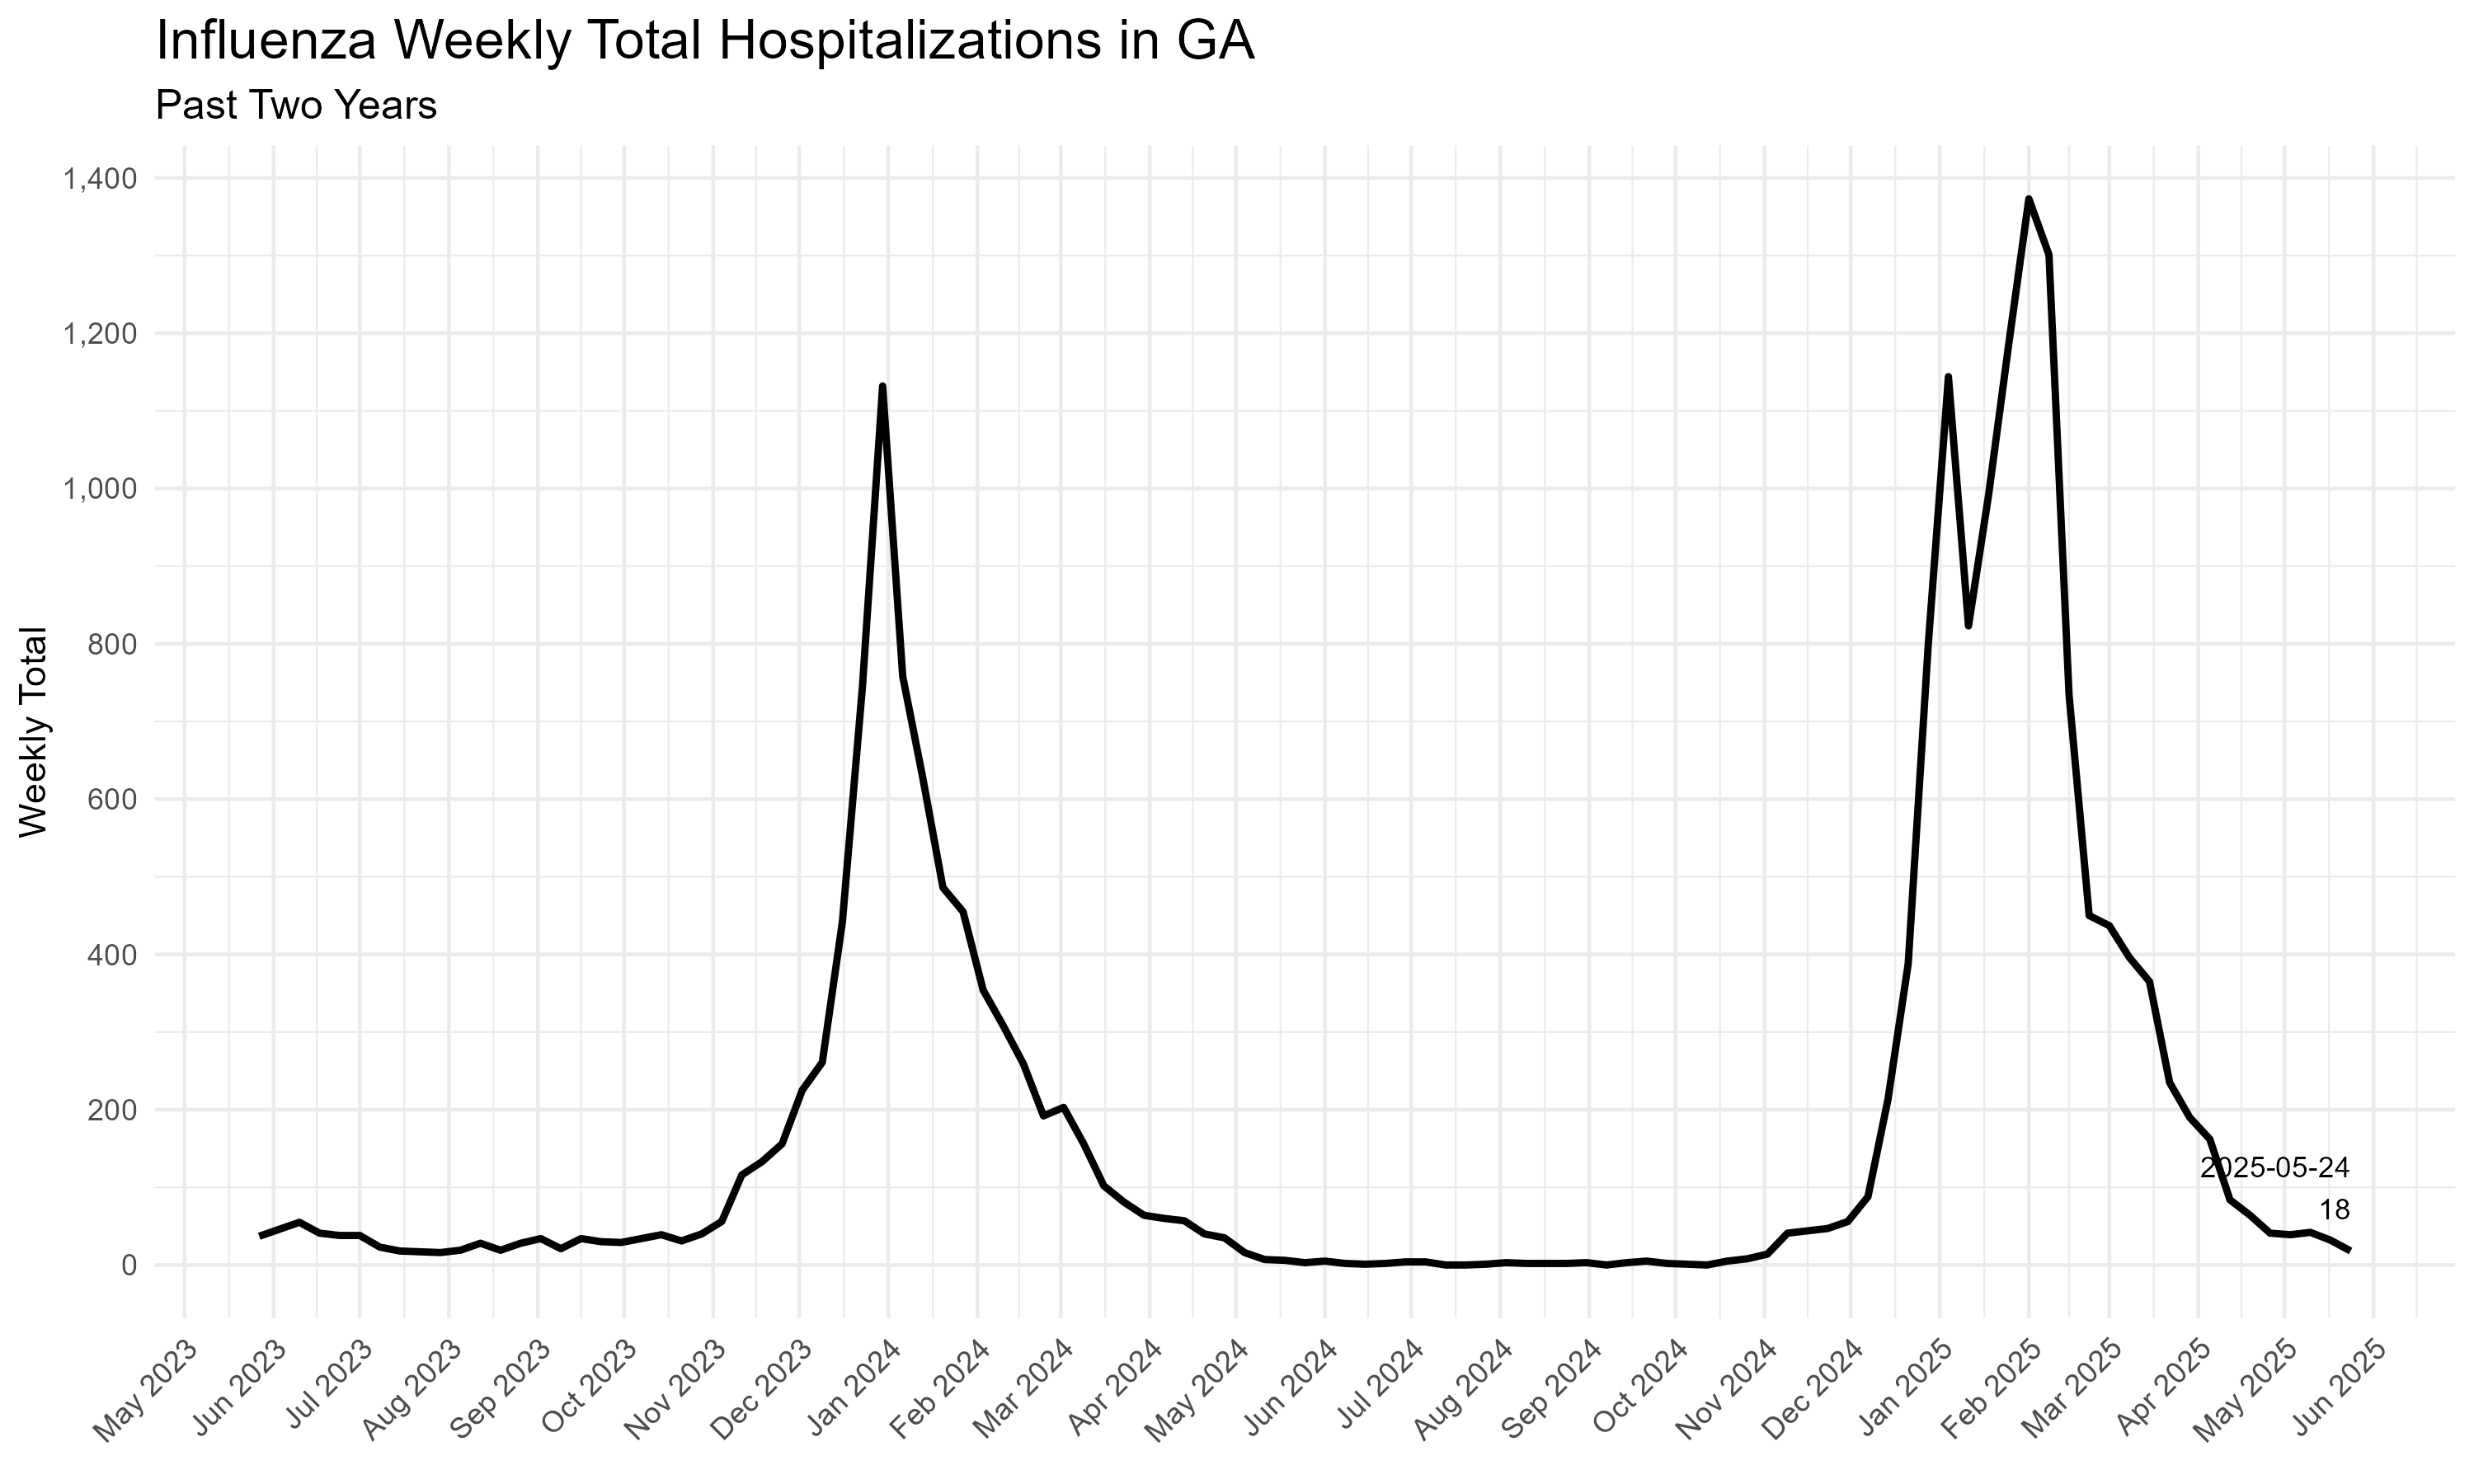 Influenza Weekly Total Hospitalizations in GA
Past Two Years
Weekly Total
1,400
1,200
1,000
800
600
400
200
0
2025-05-24
18
May 2023
Jun 2023
Jul 2023
Aug 2023
Sep 2023
Oct 2023
Nov 2023
Dec 2023
Jan 2024
Feb 2024
Mar 2024
Apr 2024
May 2024
Jun 2024
Jul 2024
Aug 2024
Sep 2024
Oct 2024
Nov 2024
Dec 2024
Jan 2025
Feb 2025
Mar 2025
Apr 2025
May 2025
Jun 2025